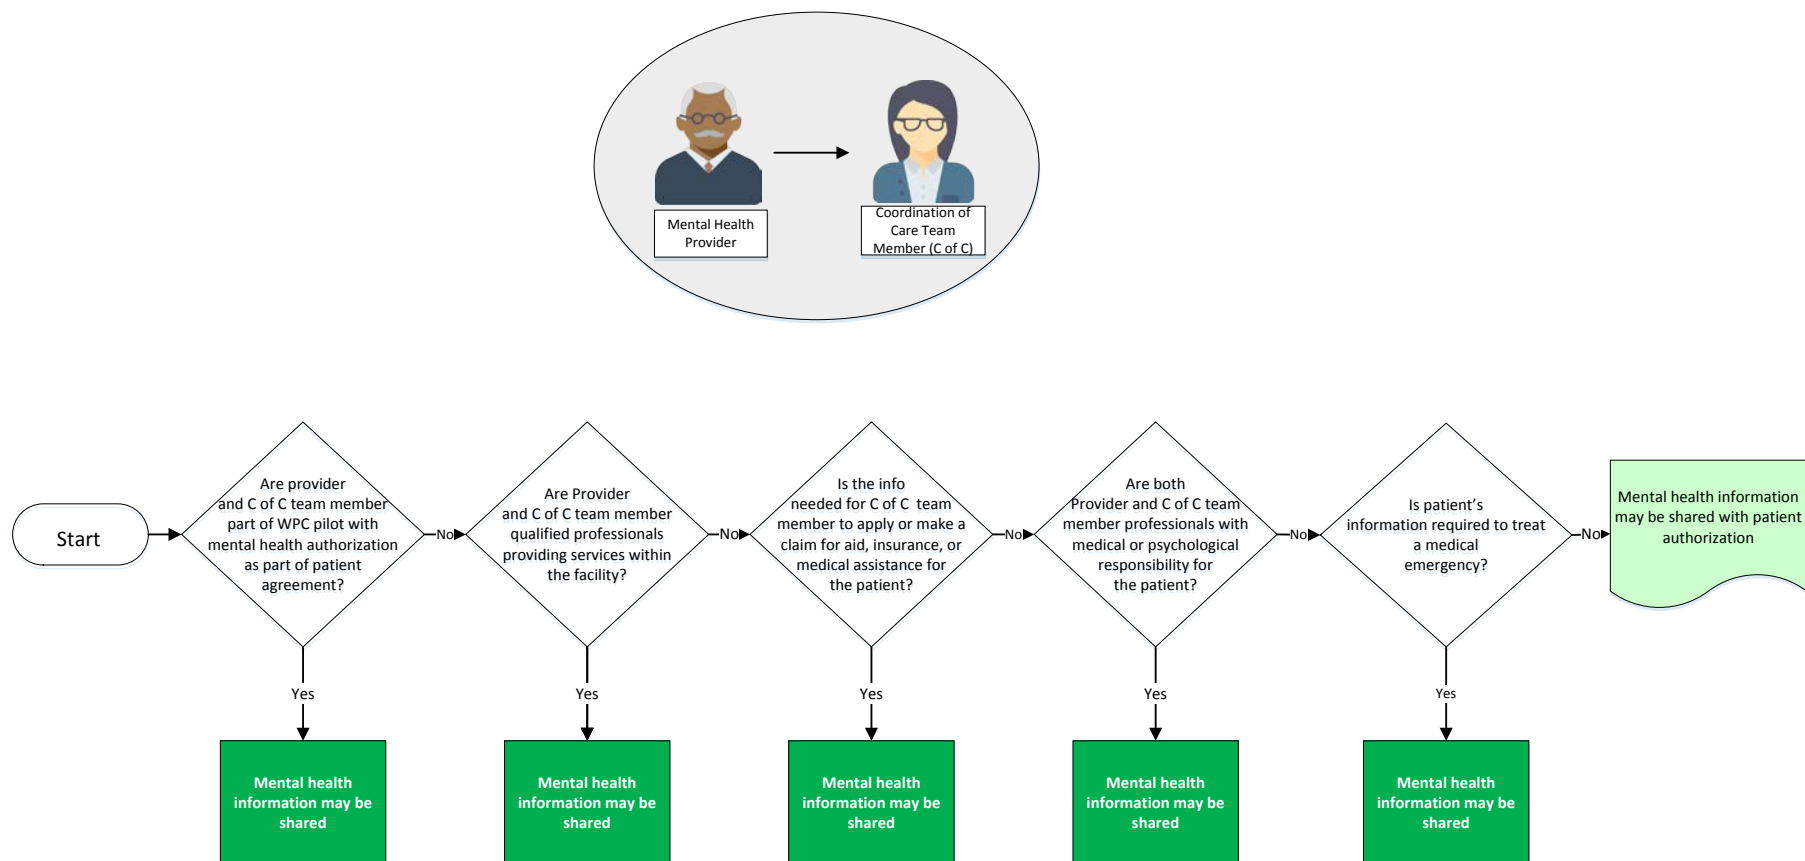 Mental Health
Provider
Coordination of
Care Team
Member (C of C)
Start
Are provider
and C of C team member
part of WPC pilot with
mental health authorization
as part of patient
agreement?
No
Are Provider
and C of C team member
qualified professionals
providing services within
the facility?
No
Is the info
needed for C of C team
member to apply or make a
claim for aid, insurance, or
medical assistance for
the patient?
No
Are both
Provider and C of C team
member professionals with
medical or psychological
responsibility for
the patient?
No
Is patient’s
information required to treat
a medical
emergency?
No
Mental health information
may be shared with patient
authorization
Yes
Yes
Yes
Yes
Yes
Mental health
information may be
shared
Mental health
information may be
shared
Mental health
information may be
shared
Mental health
information may be
shared
Mental health
information may be
shared